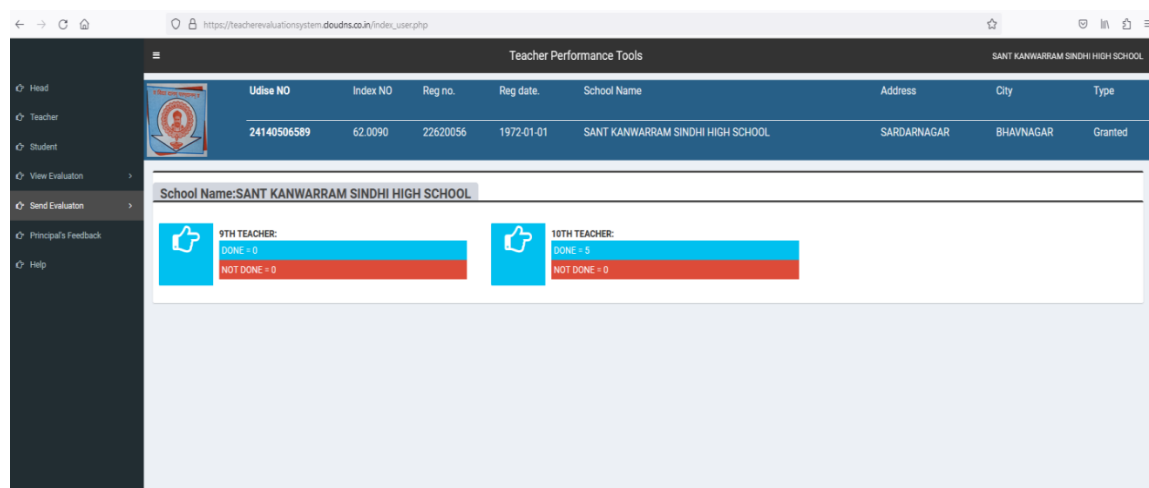 https://teacherevaluationsystem.cloudns.co.in/index_user.php
Teacher Performance Tools
SANT KANWARRAM SINDHI HIGH SCHOOL
Head
Teacher
Student
View Evaluaton
Send Evaluaton
Principal's Feedback
Help
Udise NO Index NO Reg no. Reg date. School Name Address City Type
24140506589 62.0090 22620056 1972-01-01 SANT KANWARRAM SINDHI HIGH SCHOOL SARDARNAGAR BHAVNAGAR Granted
School Name:SANT KANWARRAM SINDHI HIGH SCHOOL
9TH TEACHER:
DONE = 0
NOT DONE = 0
10TH TEACHER:
DONE = 5
NOT DONE = 0